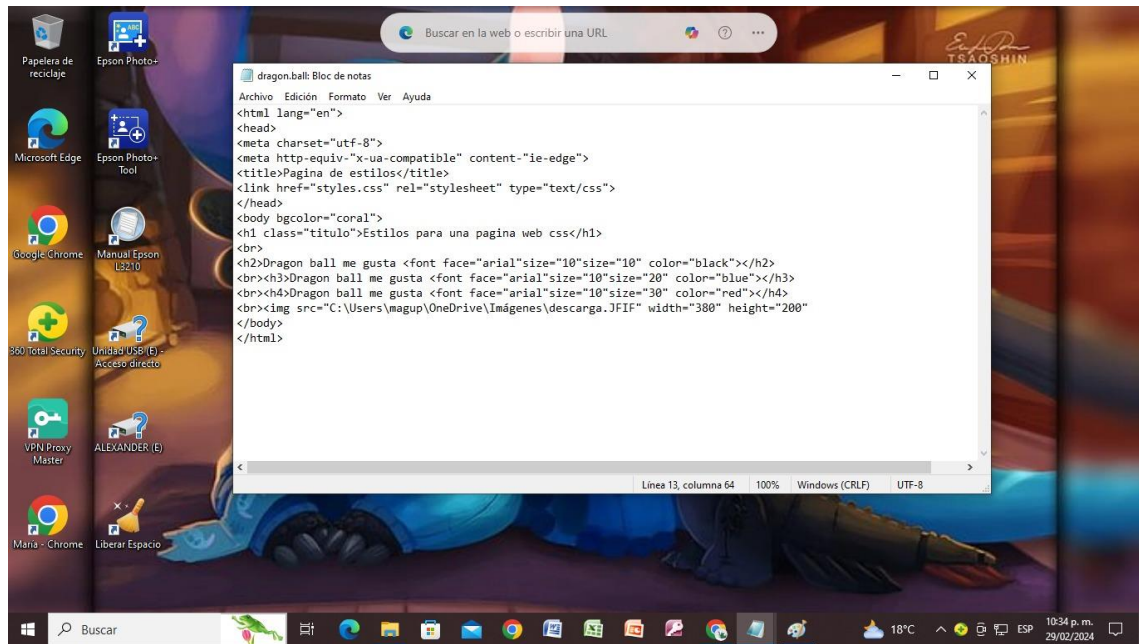 Buscar en la web o escribir una URL
TSAOSHIN
Papelera de
reciclaje
Epson Photo+
Microsoft Edge
Epson Photo+
Tool
Google Chrome
Manual Epson
L3210
360 Total Security
Unidad USB (E) -
Acceso directo
VPN Proxy
Master
ALEXANDER (E)
María - Chrome
Liberar Espacio
dragon.ball: Bloc de notas
Archivo Edición Formato Ver Ayuda
<html lang="en">
<head>
<meta charset="utf-8">
<meta http-equiv-"x-ua-compatible" content-"ie-edge">
<title>Pagina de estilos</title>
<link href="styles.css" rel="stylesheet" type="text/css">
</head>
<body bgcolor="coral">
<h1 class="titulo">Estilos para una pagina web css</h1>
<br>
<h2>Dragon ball me gusta <font face="arial"size="10"size="10" color="black"></h2>
<br><h3>Dragon ball me gusta <font face="arial"size="10"size="20" color="blue"></h3>
<br><h4>Dragon ball me gusta <font face="arial"size="10"size="30" color="red"></h4>
<br><img src="C:\Users\magup\OneDrive\Imágenes\descarga.JFIF" width="380" height="200"
</body>
</html>
Línea 13, columna 64 100% Windows (CRLF) UTF-8
Buscar
18°C ESP 10:34 p. m.
29/02/2024